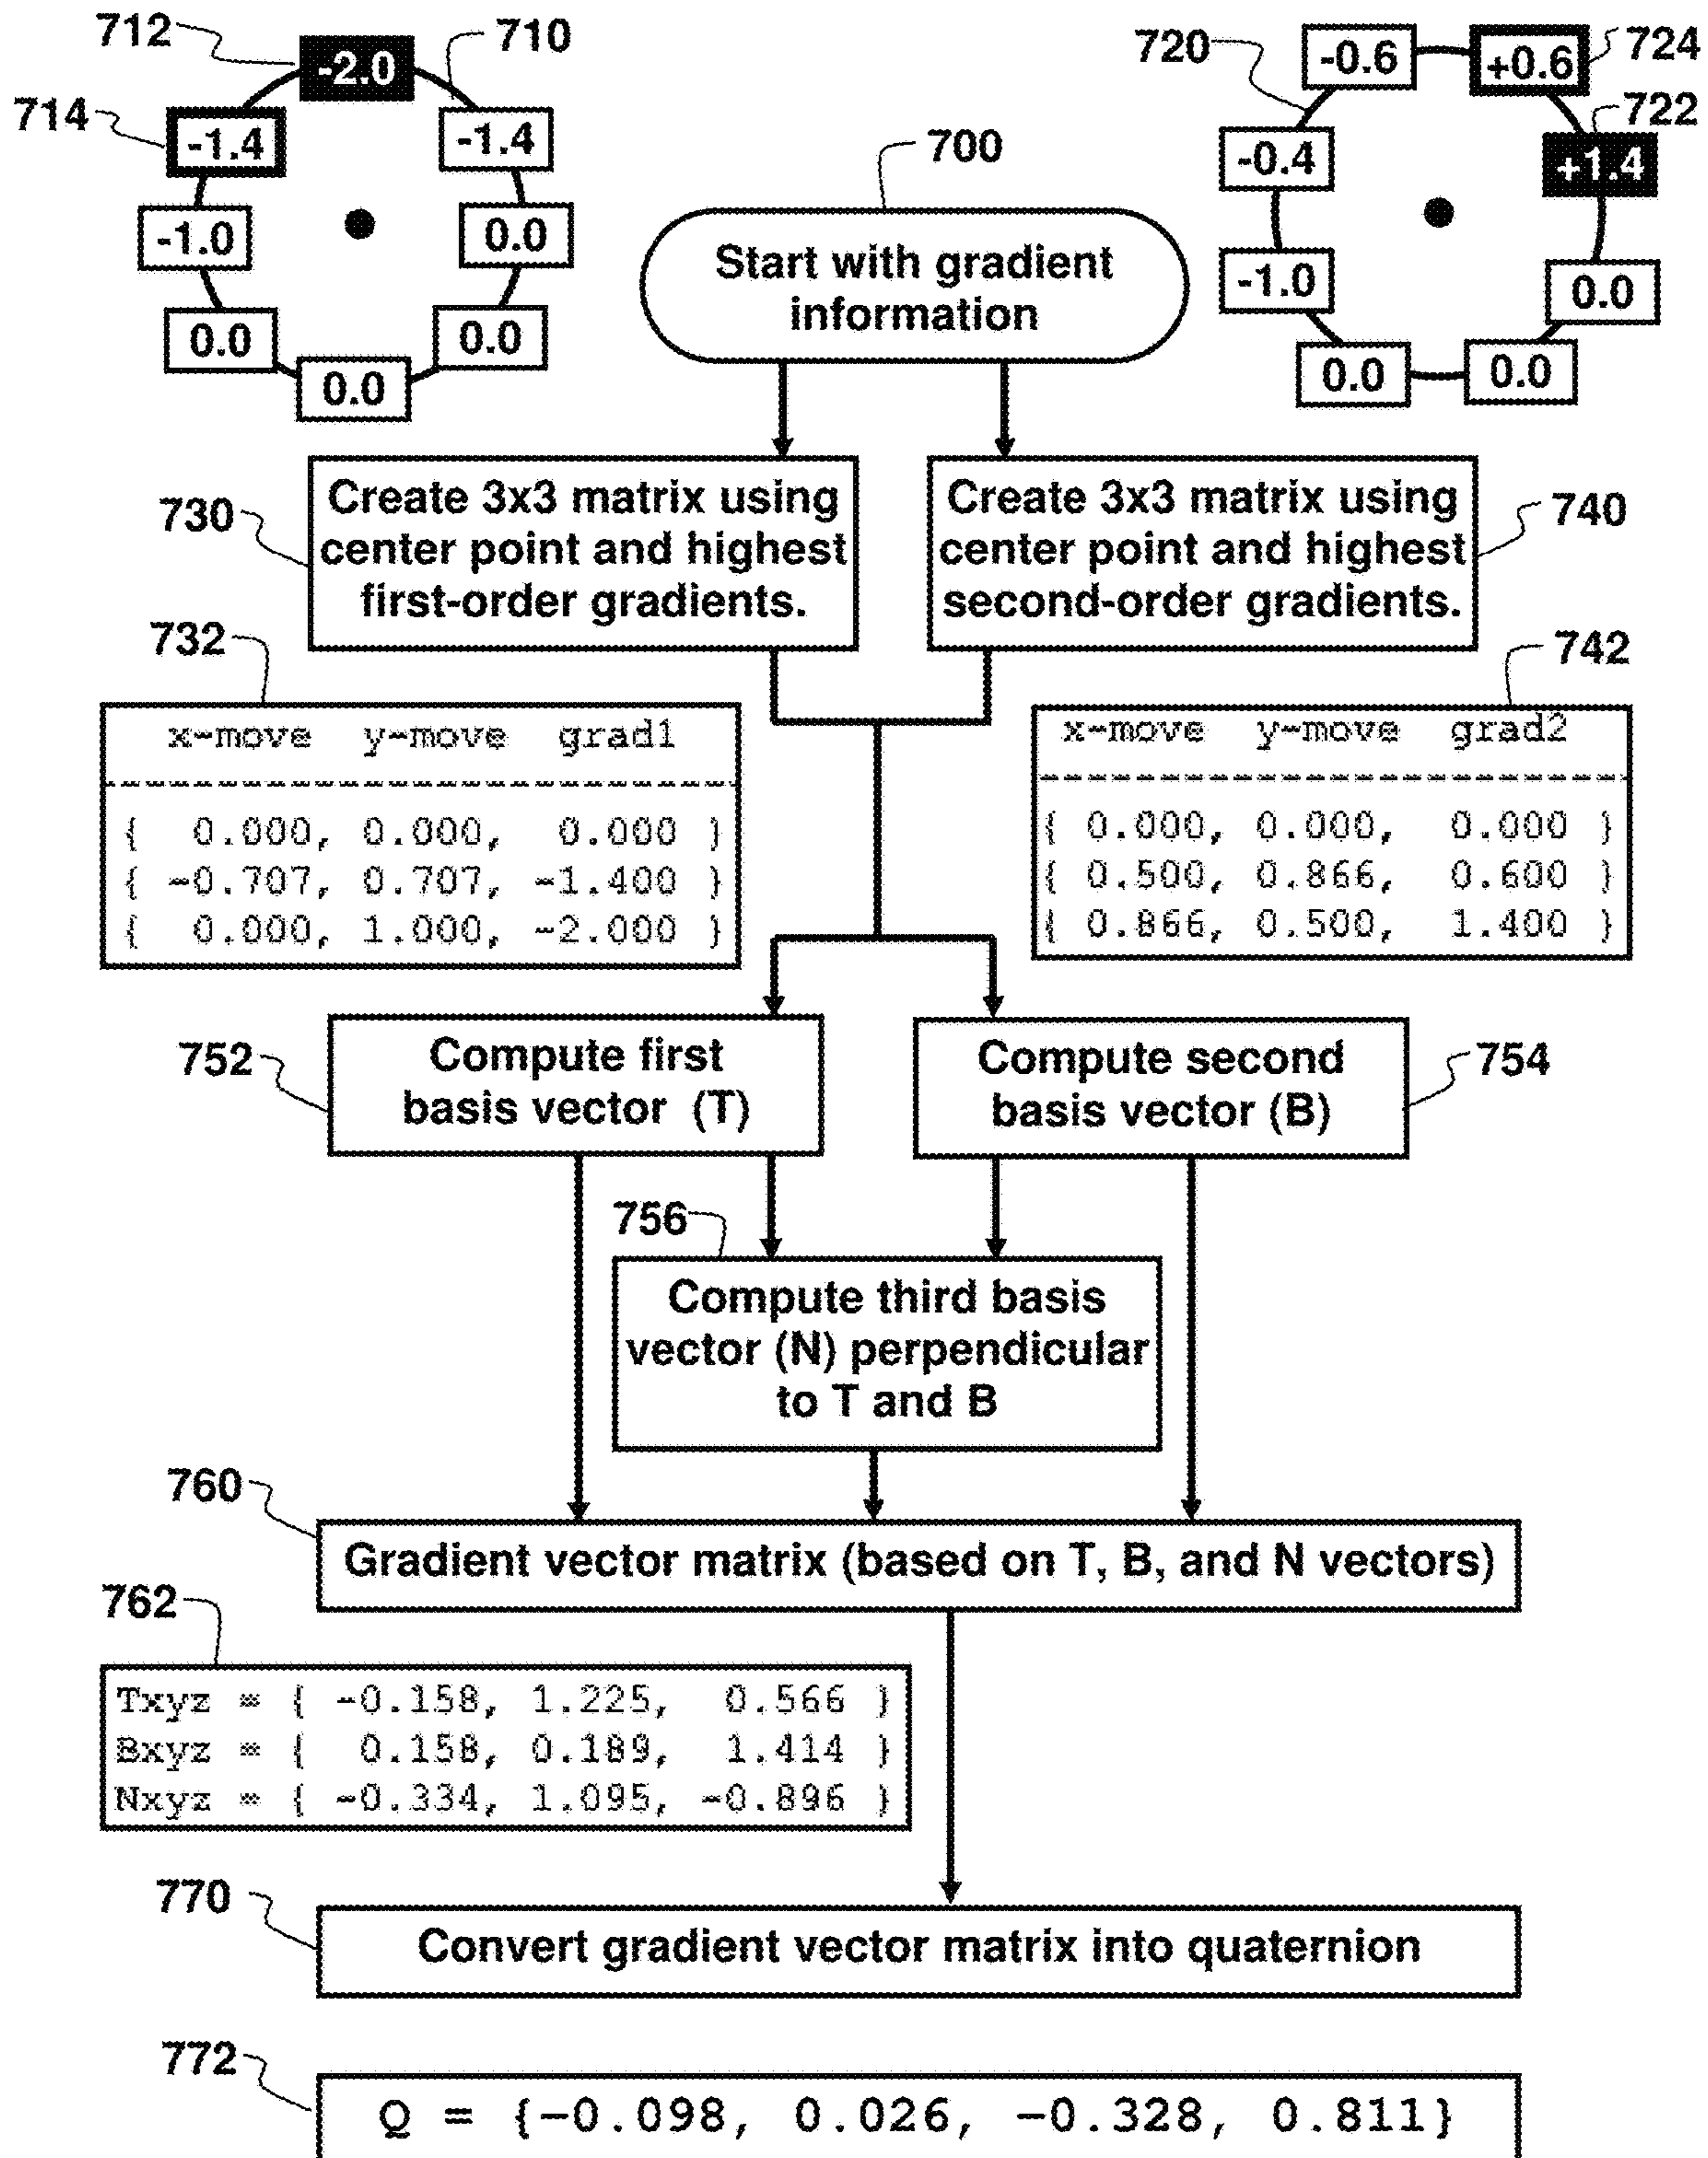 712
-2.0
710
714
-1.4
-1.4
-1.0
0.0
0.0
0.0
0.0
720
-0.6
+0.6
724
722
-0.4
+1.4
-1.0
0.0
0.0
0.0
700
Start with gradient
information
730
Create 3x3 matrix using
center point and highest
first-order gradients.
Create 3x3 matrix using
center point and highest
second-order gradients.
740
732
x-move y-move grad1
{ 0.000, 0.000, 0.000 }
{ -0.707, 0.707, -1.400 }
{ 0.000, 1.000, -2.000 }
742
x-move y-move grad2
{ 0.000, 0.000, 0.000 }
{ 0.500, 0.866, 0.600 }
{ 0.866, 0.500, 1.400 }
752
Compute first
basis vector (T)
Compute second
basis vector (B)
754
756
Compute third basis
vector (N) perpendicular
to T and B
760
Gradient vector matrix (based on T, B, and N vectors)
762
Txyz = { -0.158, 1.225, 0.566 }
Bxyz = { 0.158, 0.189, 1.414 }
Nxyz = { -0.334, 1.095, -0.896 }
770
Convert gradient vector matrix into quaternion
772
Q = {-0.098, 0.026, -0.328, 0.811}